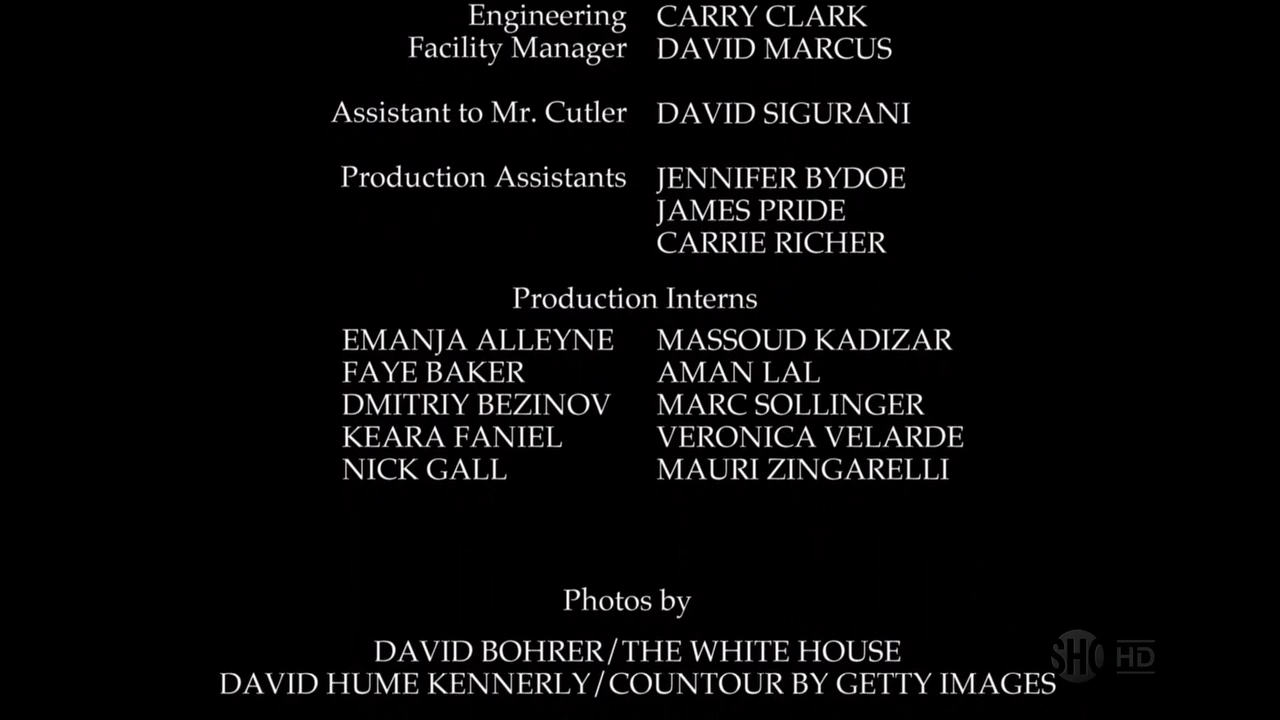 Engineering CARRY CLARK
Facility Manager DAVID MARCUS
Assistant to Mr. Cutler DAVID SIGURANI
Production Assistants JENNIFER BYDOE
JAMES PRIDE
CARRIE RICHER
Production Interns
EMANJA ALLEYNE MASSOUD KADIZAR
FAYE BAKER AMAN LAL
DMITRIY BEZINOV MARC SOLLINGER
KEARA FANIEL VERONICA VELARDE
NICK GALL MAURI ZINGARELLI
Photos by
DAVID BOHRER/THE WHITE HOUSE
DAVID HUME KENNERLY/COUNTOUR BY GETTY IMAGES
SHO HD